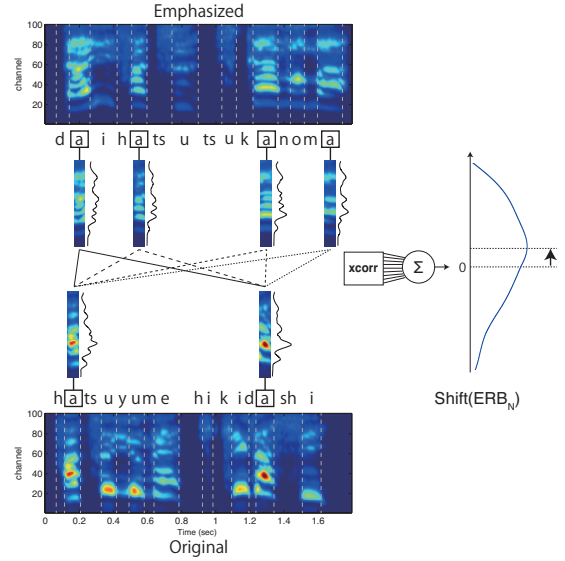 Emphasized
channel
100
80
60
40
20
d a i h a ts u ts u k a n o m a
xcorr
Σ
0
Shift(ERB_N)
h a ts u y u m e h i k i d a sh i
channel
100
80
60
40
20
0
0 0.2 0.4 0.6 0.8 1 1.2 1.4 1.6
Time (sec)
Original